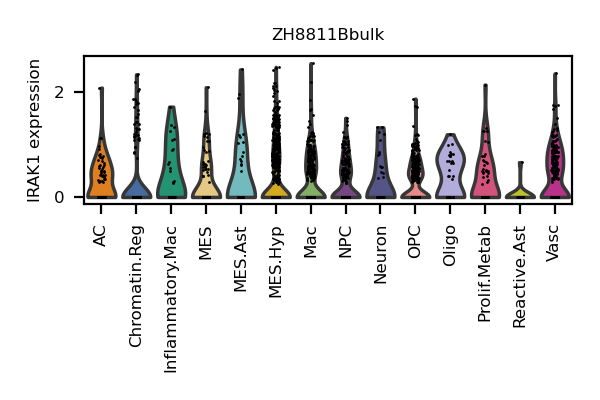 ZH8811Bbulk
IRAK1 expression
2
0
AC
Chromatin.Reg
Inflammatory.Mac
MES
MES.Ast
MES.Hyp
Mac
NPC
Neuron
OPC
Oligo
Prolif.Metab
Reactive.Ast
Vasc